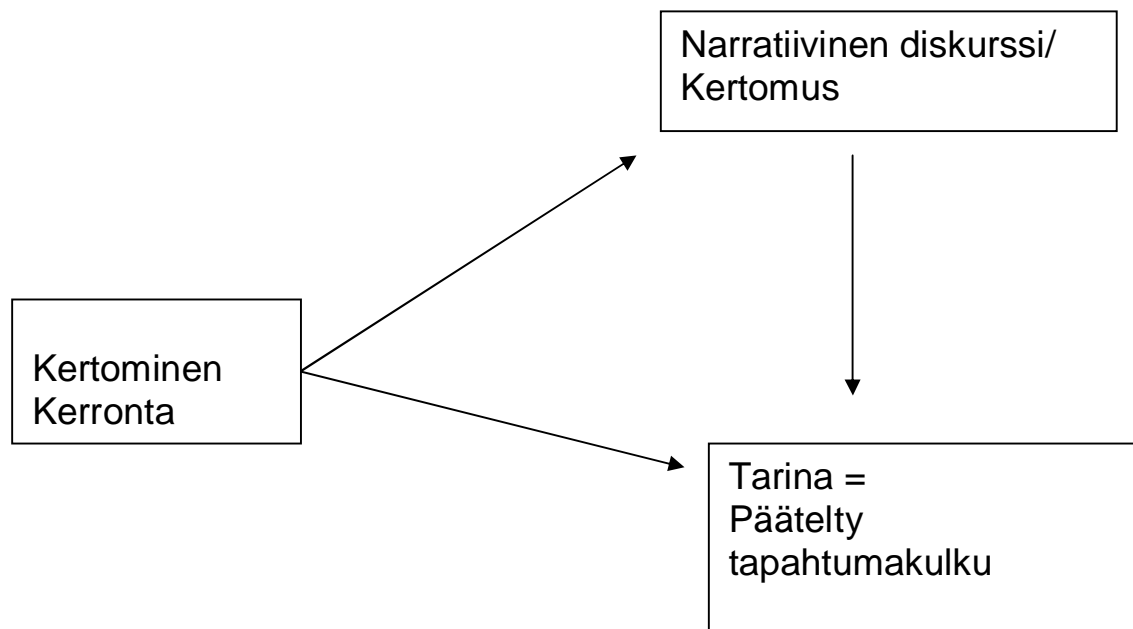 Narratiivinen diskurssi/
Kertomus
Kertominen
Kerronta
Tarina =
Päätelty
tapahtumakulku